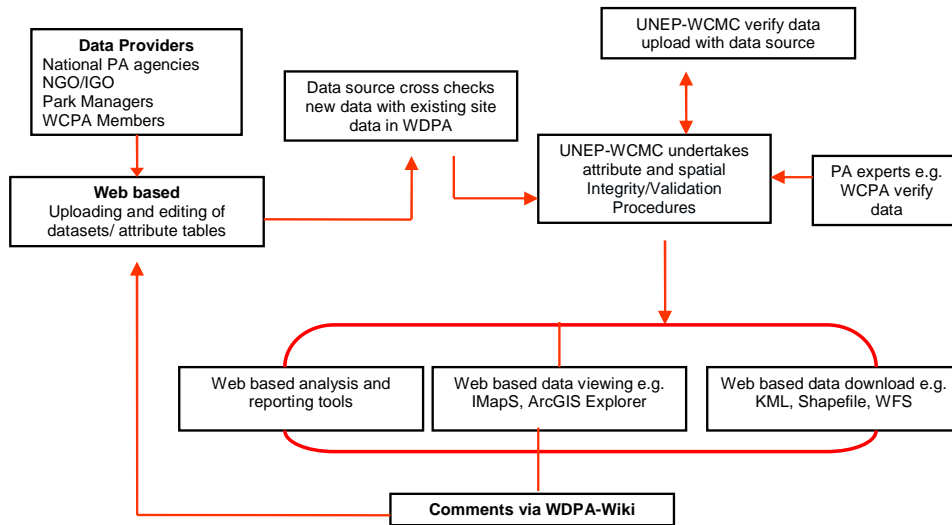 Data Providers
National PA agencies
NGO/IGO
Park Managers
WCPA Members
UNEP-WCMC verify data
upload with data source
Data source cross checks
new data with existing site
data in WDPA
UNEP-WCMC undertakes
attribute and spatial
Integrity/Validation
Procedures
PA experts e.g.
WCPA verify
data
Web based
Uploading and editing of
datasets/ attribute tables
Web based analysis and
reporting tools
Web based data viewing e.g.
IMapS, ArcGIS Explorer
Web based data download e.g.
KML, Shapefile, WFS
Comments via WDPA-Wiki